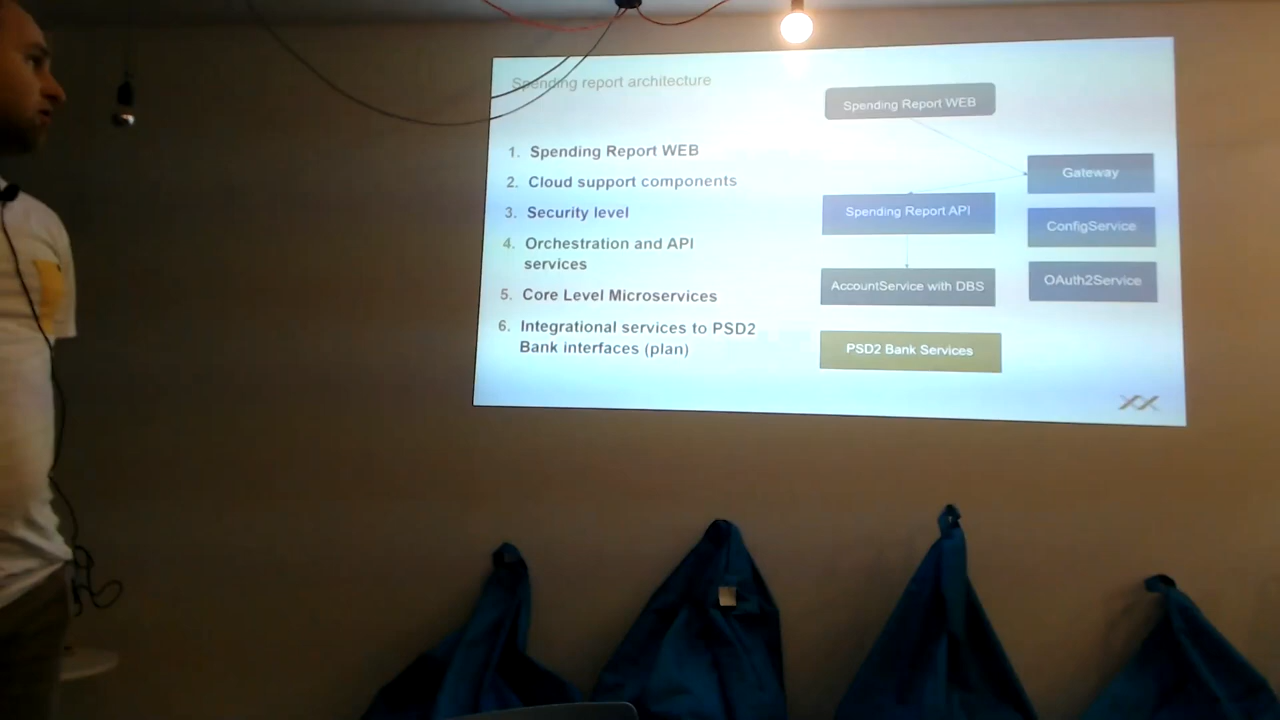 Spending report architecture
1. Spending Report WEB
2. Cloud support components
3. Security level
4. Orchestration and API
services
5. Core Level Microservices
6. Integrational services to PSD2
Bank interfaces (plan)
Spending Report WEB
Gateway
Spending Report API
ConfigService
AccountService with DBS
OAuth2Service
PSD2 Bank Services